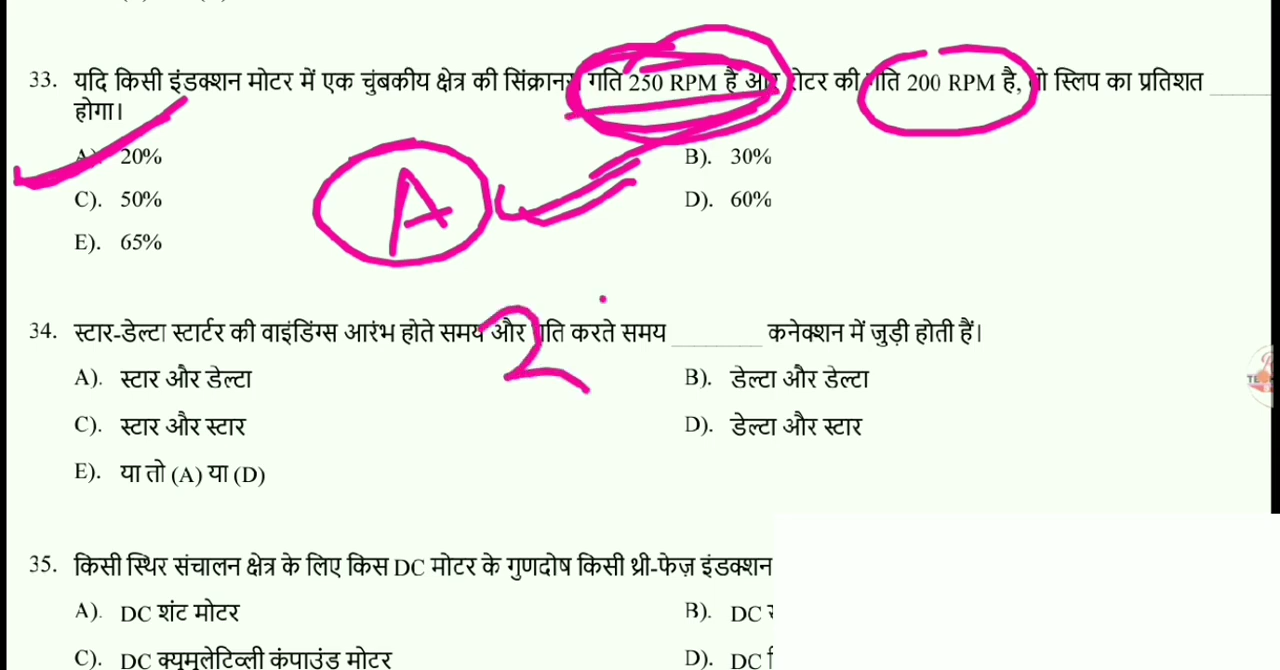 33. यदि किसी इंडक्शन मोटर में एक चुंबकीय क्षेत्र की सिंक्रानस गति 250 RPM है और रोटर की गति 200 RPM है, तो स्लिप का प्रतिशत ______
होगा।
A). 20% B). 30%
C). 50% D). 60%
E). 65%
A
34. स्टार-डेल्टा स्टार्टर की वाइंडिंग्स आरंभ होते समय और गति करते समय ________ कनेक्शन में जुड़ी होती हैं।
2
A). स्टार और डेल्टा B). डेल्टा और डेल्टा
C). स्टार और स्टार D). डेल्टा और स्टार
E). या तो (A) या (D)
35. किसी स्थिर संचालन क्षेत्र के लिए किस DC मोटर के गुणदोष किसी थ्री-फेज़ इंडक्शन
A). DC शंट मोटर B). DC
C). DC क्यूमुलेटिव्ली कंपाउंड मोटर D). DC